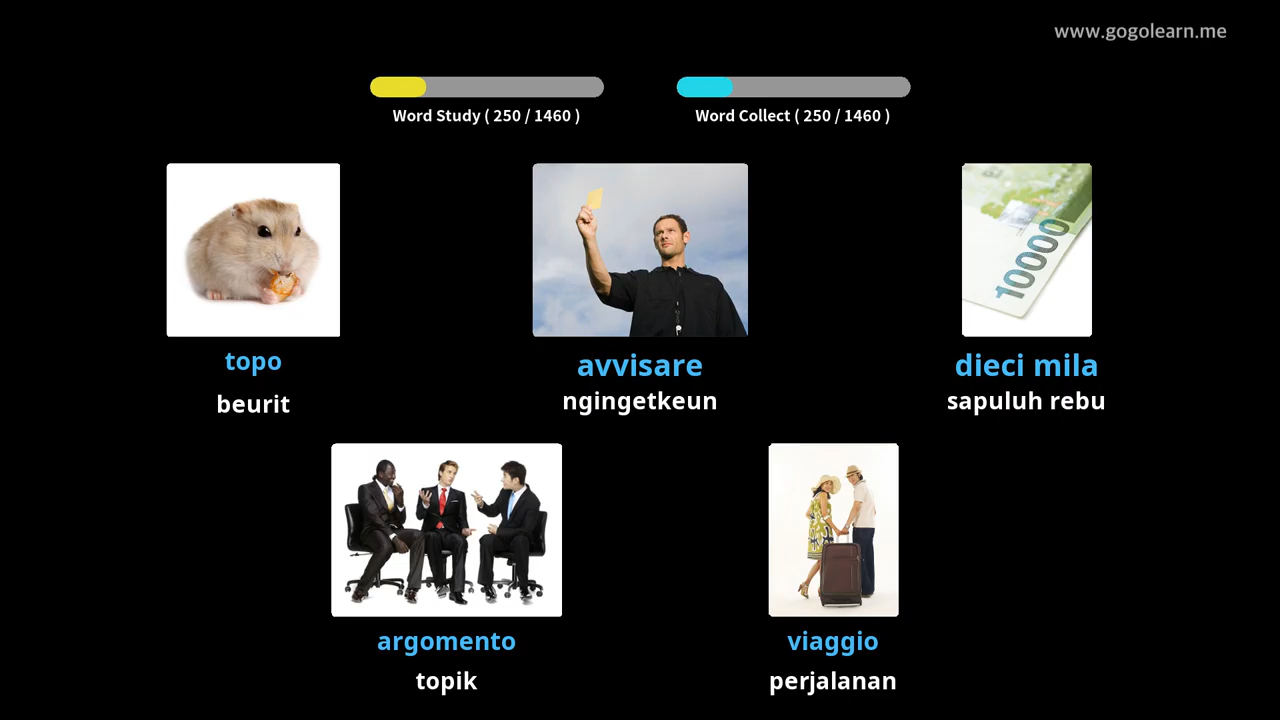 www.gogolearn.me
Word Study ( 250 / 1460 )
Word Collect ( 250 / 1460 )
topo
beurit
avvisare
ngingetkeun
10000
dieci mila
sapuluh rebu
argomento
topik
viaggio
perjalanan